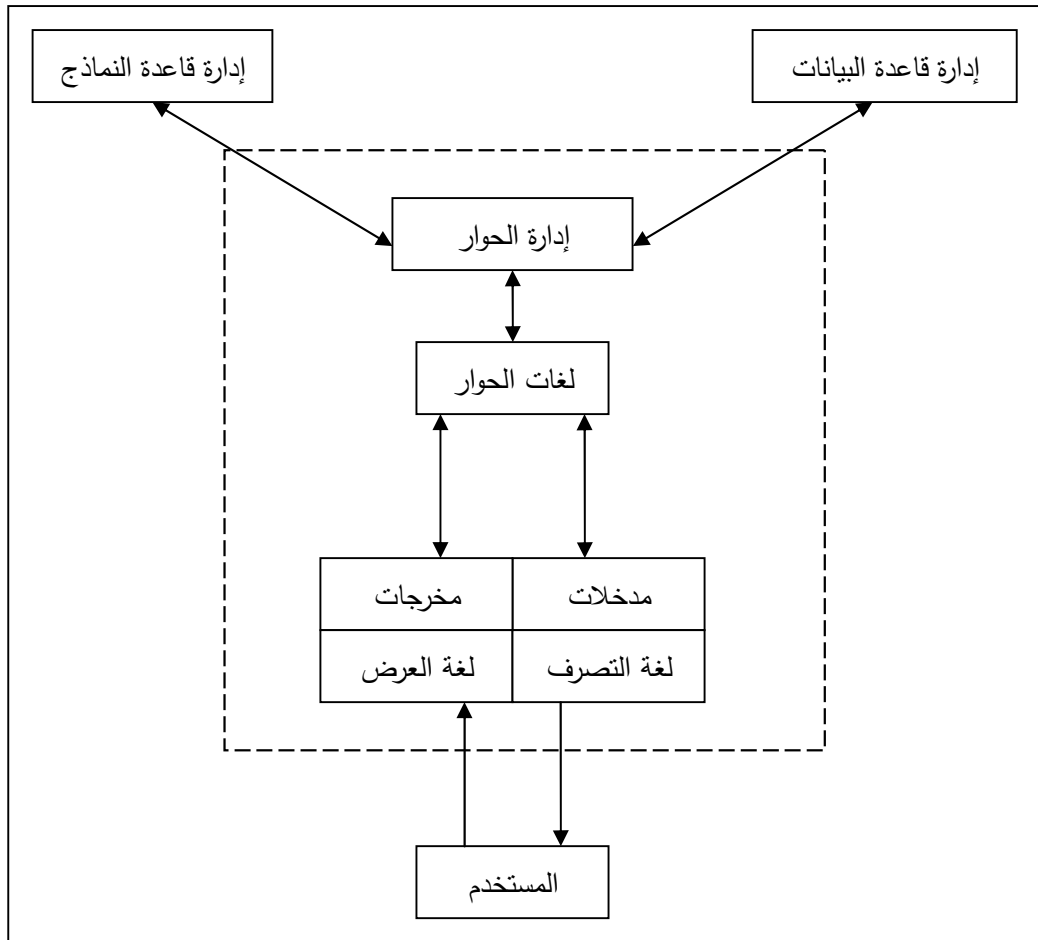 إدارة قاعدة البيانات
إدارة قاعدة النماذج
إدارة الحوار
لغات الحوار
مدخلات
مخرجات
لغة التصرف
لغة العرض
المستخدم